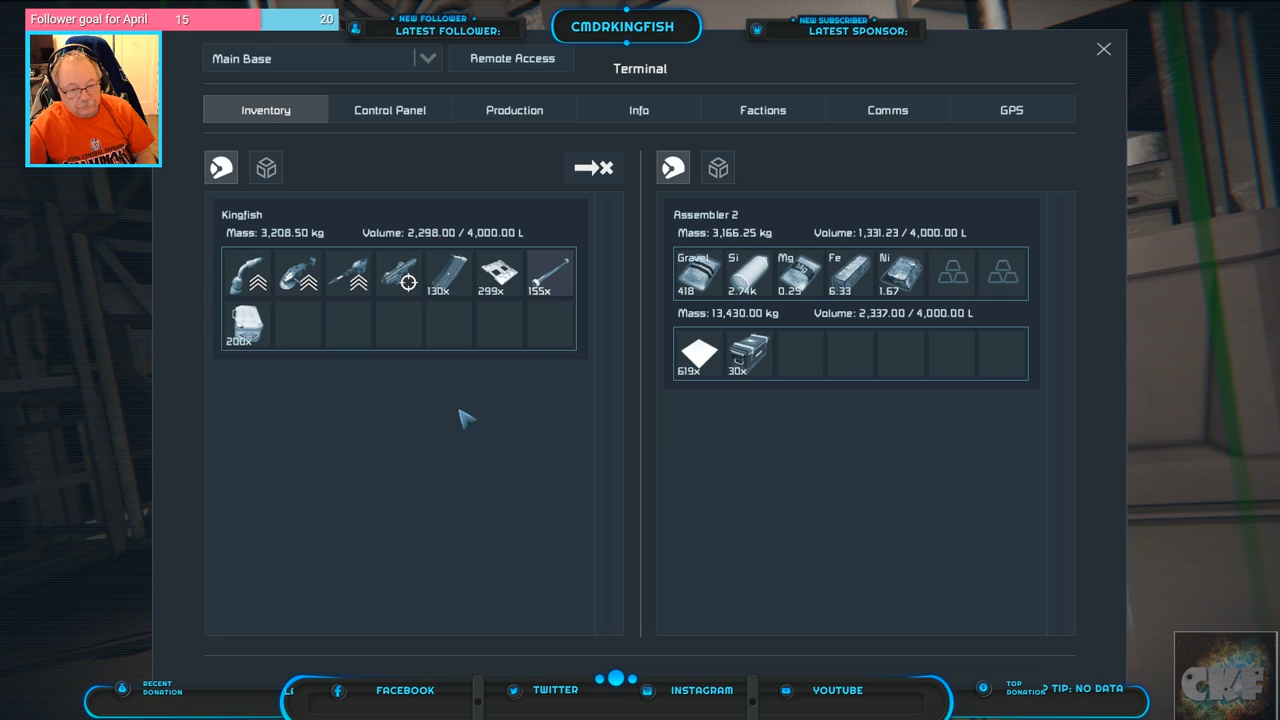 Follower goal for April 15 20
NEW FOLLOWER
LATEST FOLLOWER:
CMDRKINGFISH
NEW SUBSCRIBER
LATEST SPONSOR:
Main Base
Remote Access
Terminal
Inventory
Control Panel
Production
Info
Factions
Comms
GPS
Kingfish
Mass: 3,208.50 kg Volume: 2,298.00 / 4,000.00 L
130x 299x 155x
200x
Assembler 2
Mass: 3,166.25 kg Volume: 1,331.23 / 4,000.00 L
Gravel Si Mg Fe Ni
418 2.74k 0.25 6.33 1.67
Mass: 13,430.00 kg Volume: 2,337.00 / 4,000.00 L
619x 30x
RECENT
DONATION
FACEBOOK
TWITTER
INSTAGRAM
YOUTUBE
TOP
DONATION
TIP: NO DATA
CKF